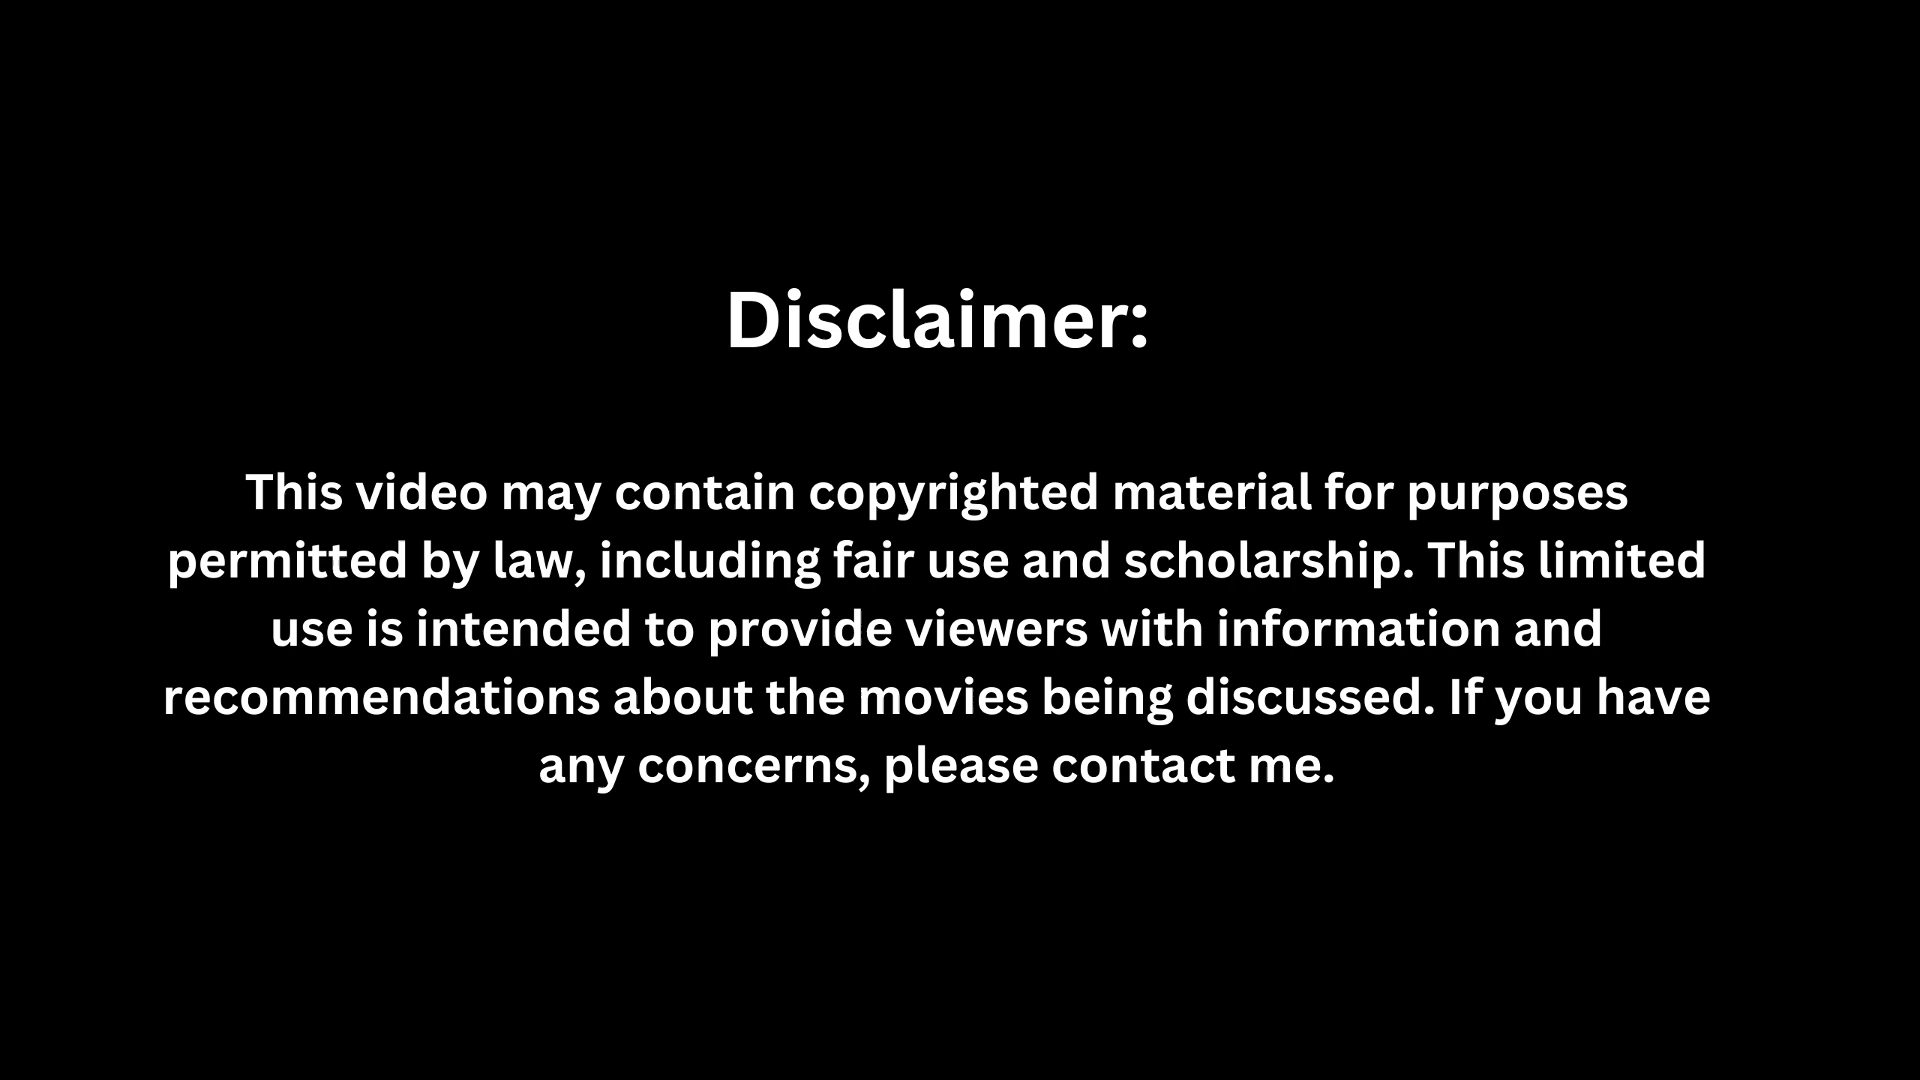 Disclaimer:
This video may contain copyrighted material for purposes
permitted by law, including fair use and scholarship. This limited
use is intended to provide viewers with information and
recommendations about the movies being discussed. If you have
any concerns, please contact me.